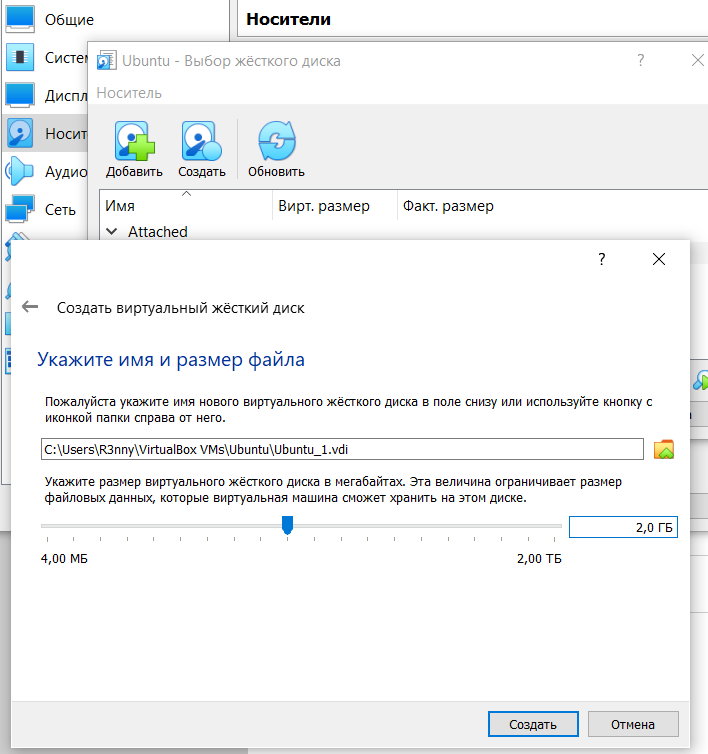 Общие
Носители
Систе
Ubuntu - Выбор жёсткого диска
?
Диспл
Носитель
Носит
Аудио
Добавить
Создать
Обновить
Сеть
Имя
Вирт. размер
Факт. размер
Attached
?
Создать виртуальный жёсткий диск
Укажите имя и размер файла
Пожалуйста укажите имя нового виртуального жёсткого диска в поле снизу или используйте кнопку с
иконкой папки справа от него.
C:\Users\R3nny\VirtualBox VMs\Ubuntu\Ubuntu_1.vdi
Укажите размер виртуального жёсткого диска в мегабайтах. Эта величина ограничивает размер
файловых данных, которые виртуальная машина сможет хранить на этом диске.
2,0 ГБ
4,00 МБ
2,00 ТБ
Создать
Отмена